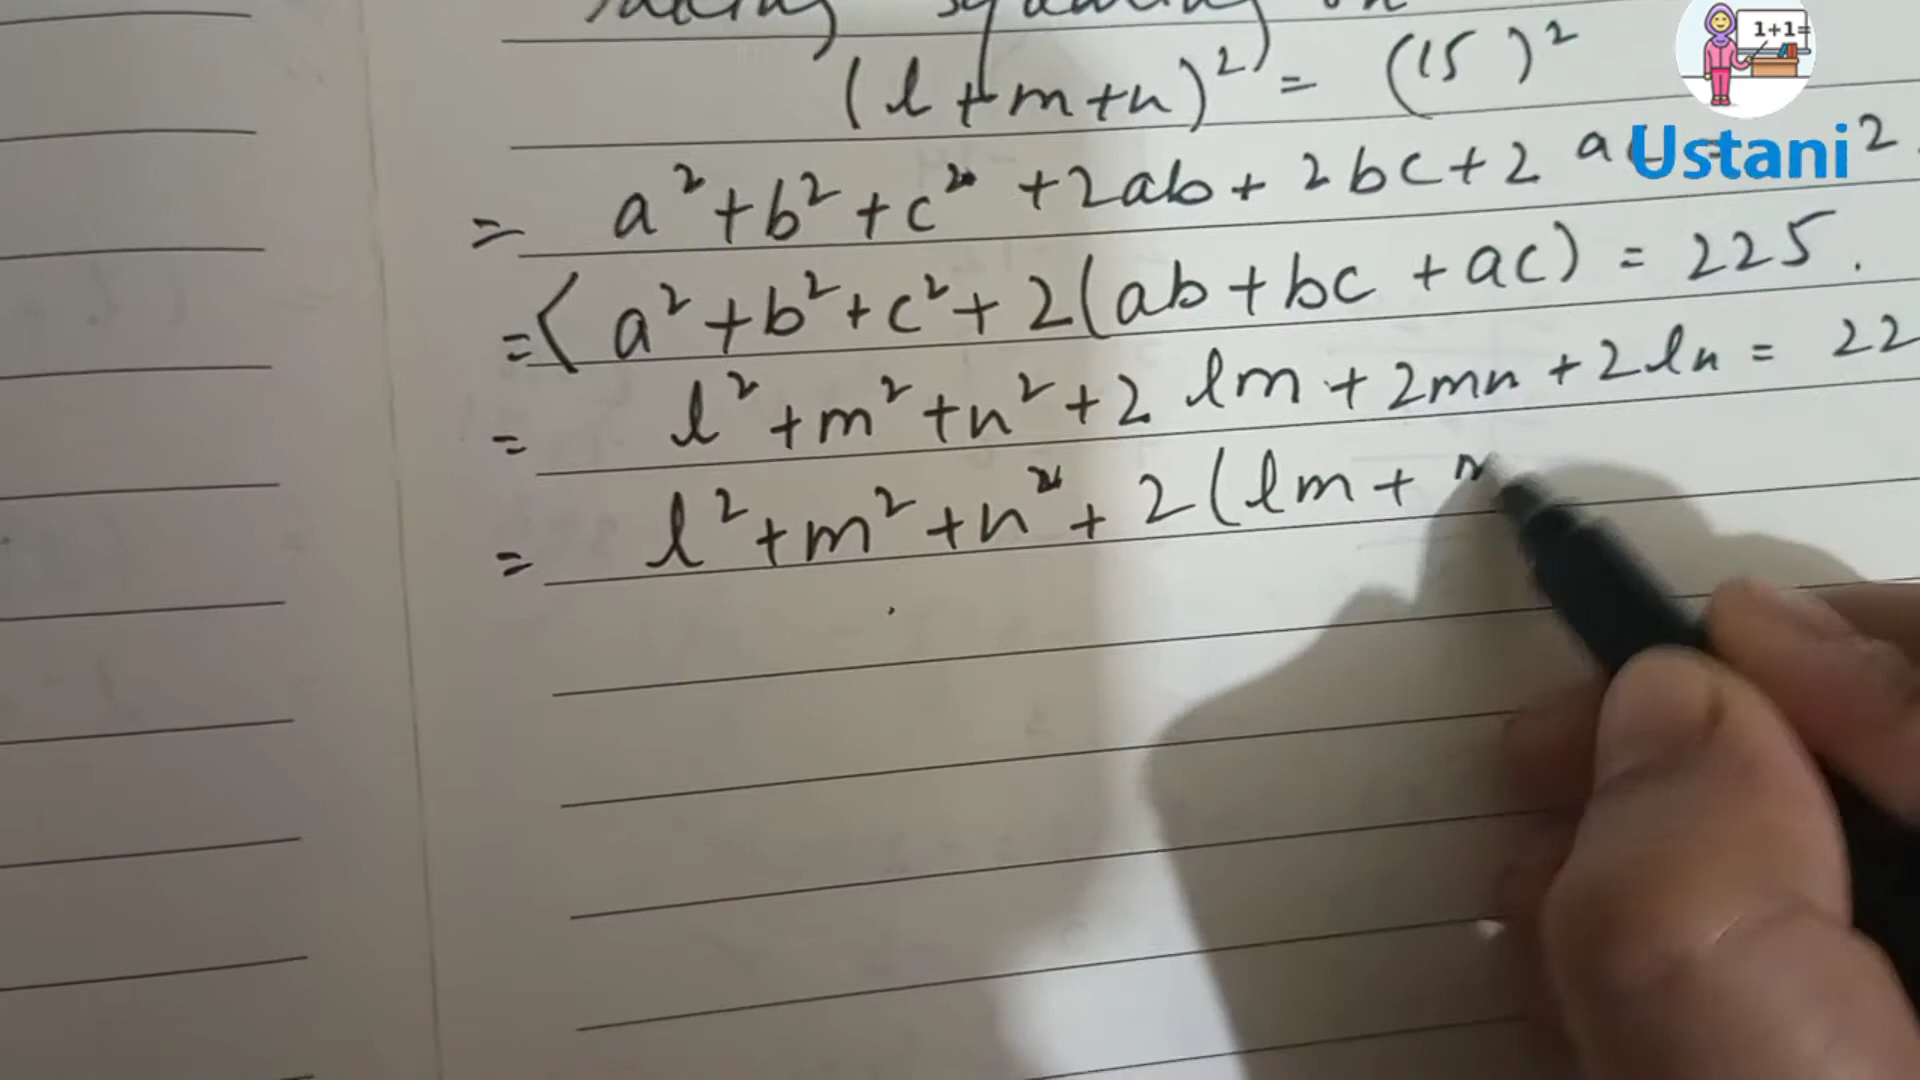 (l+m+n)² = (15)²
1+1=
Ustani
= a²+b²+c²+2ab+2bc+2
= ⟨a²+b²+c²+2(ab+bc+ac) = 225.
= l²+m²+n²+2lm+2mn+2ln = 22
= l²+m²+n²+2(lm+